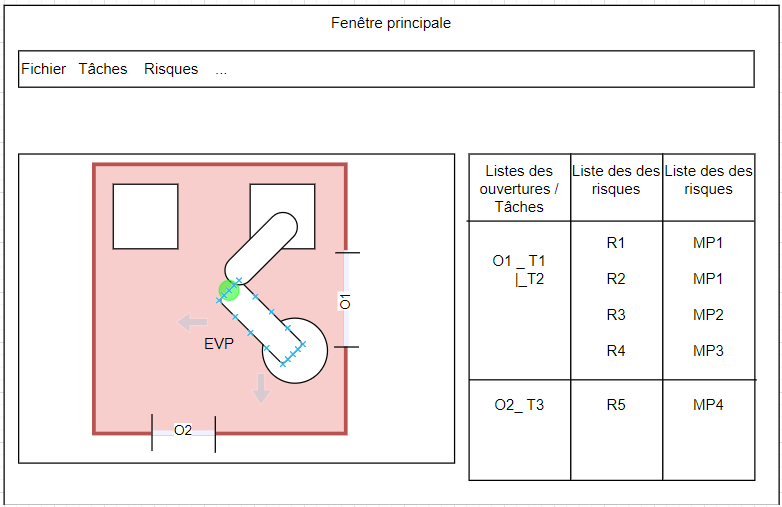 Fenêtre principale
Fichier Tâches Risques ...
EVP
O1
O2
Listes des
ouvertures /
Tâches
Liste des des
risques
Liste des des
risques
O1 _ T1
|_T2
R1
R2
R3
R4
MP1
MP1
MP2
MP3
O2_ T3
R5
MP4